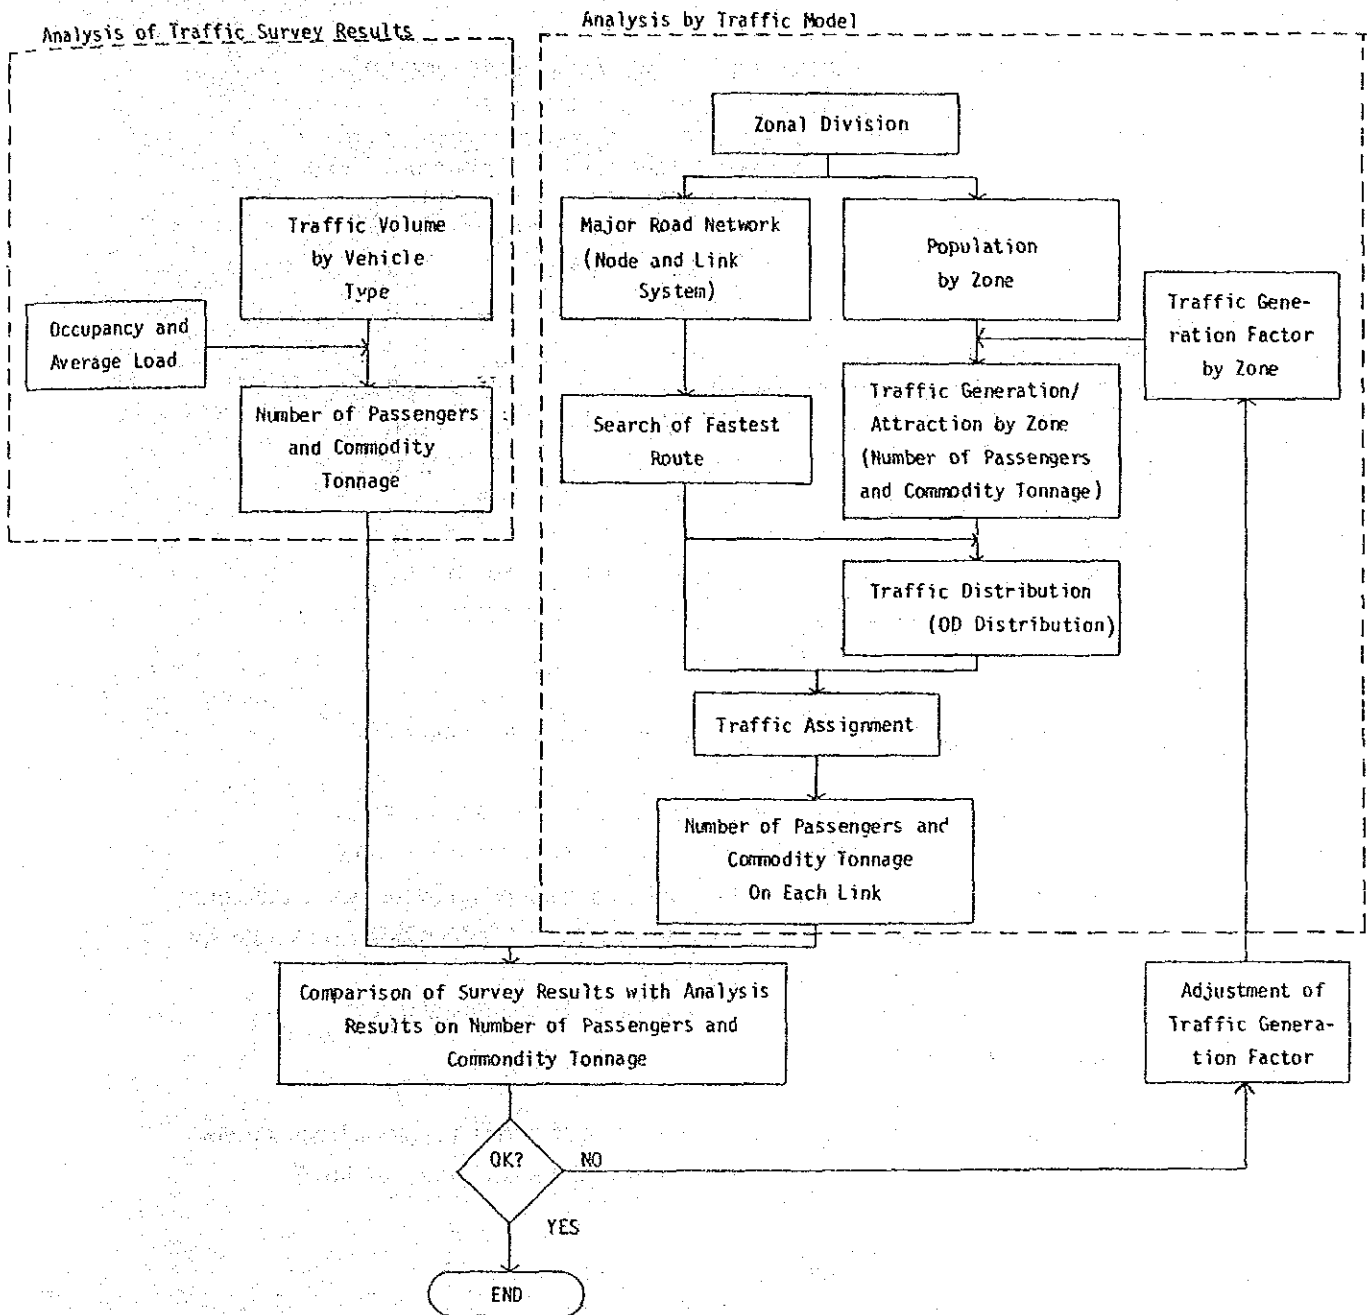 Analysis of Traffic Survey Results
Analysis by Traffic Model
Zonal Division
Traffic Volume
by Vehicle
Type
Major Road Network
(Node and Link
System)
Population
by Zone
Occupancy and
Average Load
Traffic Gene-
ration Factor
by Zone
Number of Passengers
and Commodity
Tonnage
Search of Fastest
Route
Traffic Generation/
Attraction by Zone
(Number of Passengers
and Commodity Tonnage)
Traffic Distribution
(OD Distribution)
Traffic Assignment
Number of Passengers and
Commodity Tonnage
On Each Link
Comparison of Survey Results with Analysis
Results on Number of Passengers and
Commondity Tonnage
Adjustment of
Traffic Genera-
tion Factor
OK?
NO
YES
END